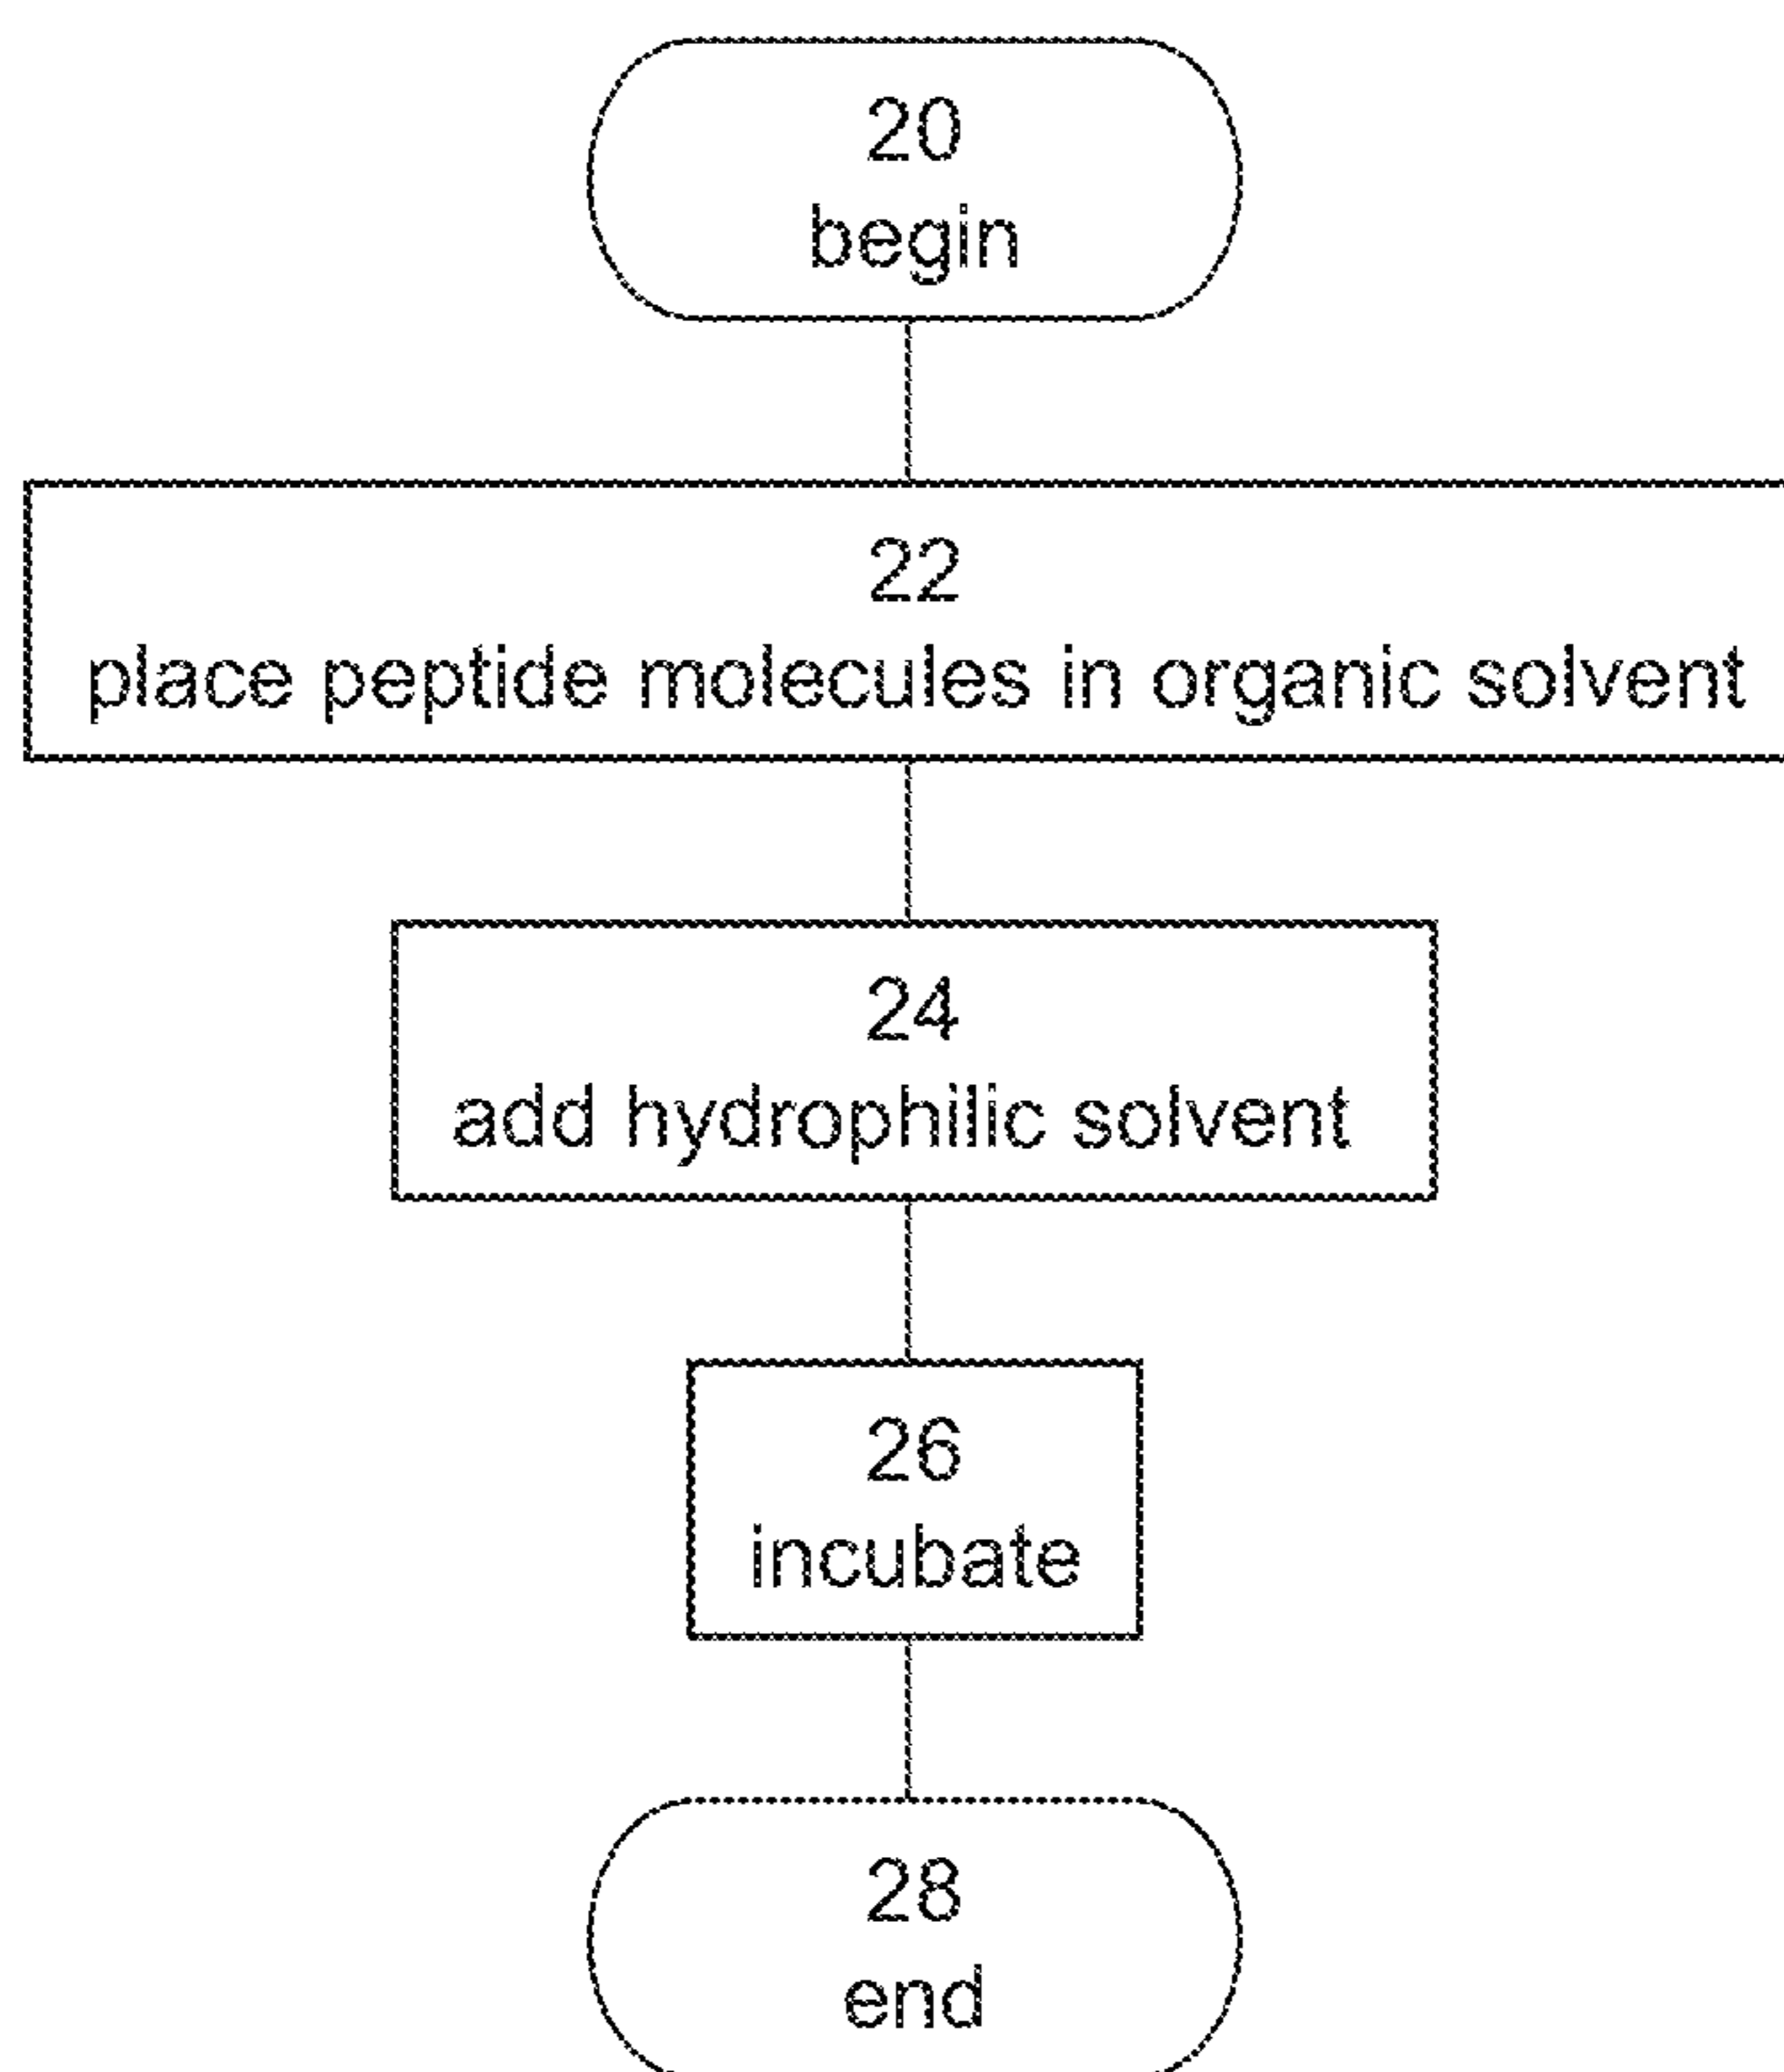 20
begin
22
place peptide molecules in organic solvent
24
add hydrophilic solvent
26
incubate
28
end